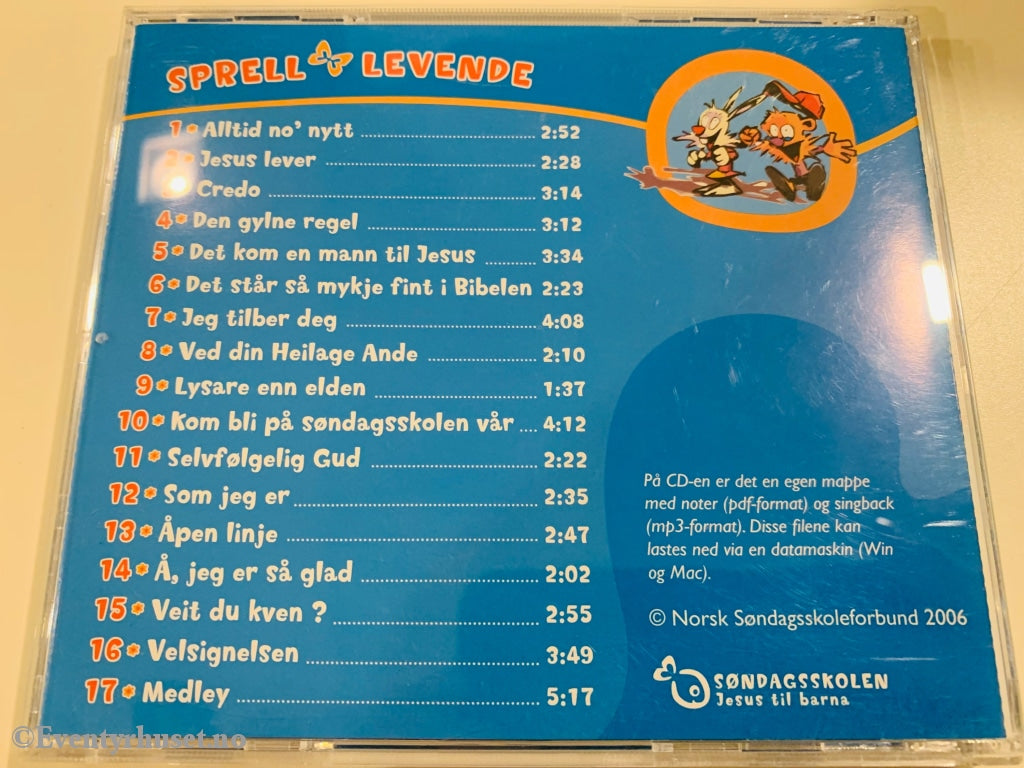 SPRELL LEVENDE
1 Alltid no' nytt 2:52
2 Jesus lever 2:28
Credo 3:14
4 Den gylne regel 3:12
5 Det kom en mann til Jesus 3:34
6 Det står så mykje fint i Bibelen 2:23
7 Jeg tilber deg 4:08
8 Ved din Heilage Ande 2:10
9 Lysare enn elden 1:37
10 Kom bli på søndagsskolen vår 4:12
11 Selvfølgelig Gud 2:22
12 Som jeg er 2:35
13 Åpen linje 2:47
14 Å, jeg er så glad 2:02
15 Veit du kven ? 2:55
16 Velsignelsen 3:49
17 Medley 5:17
På CD-en er det en egen mappe
med noter (pdf-format) og singback
(mp3-format). Disse filene kan
lastes ned via en datamaskin (Win
og Mac).
© Norsk Søndagsskoleforbund 2006
SØNDAGSSKOLEN
Jesus til barna
©Eventyrhuset.no